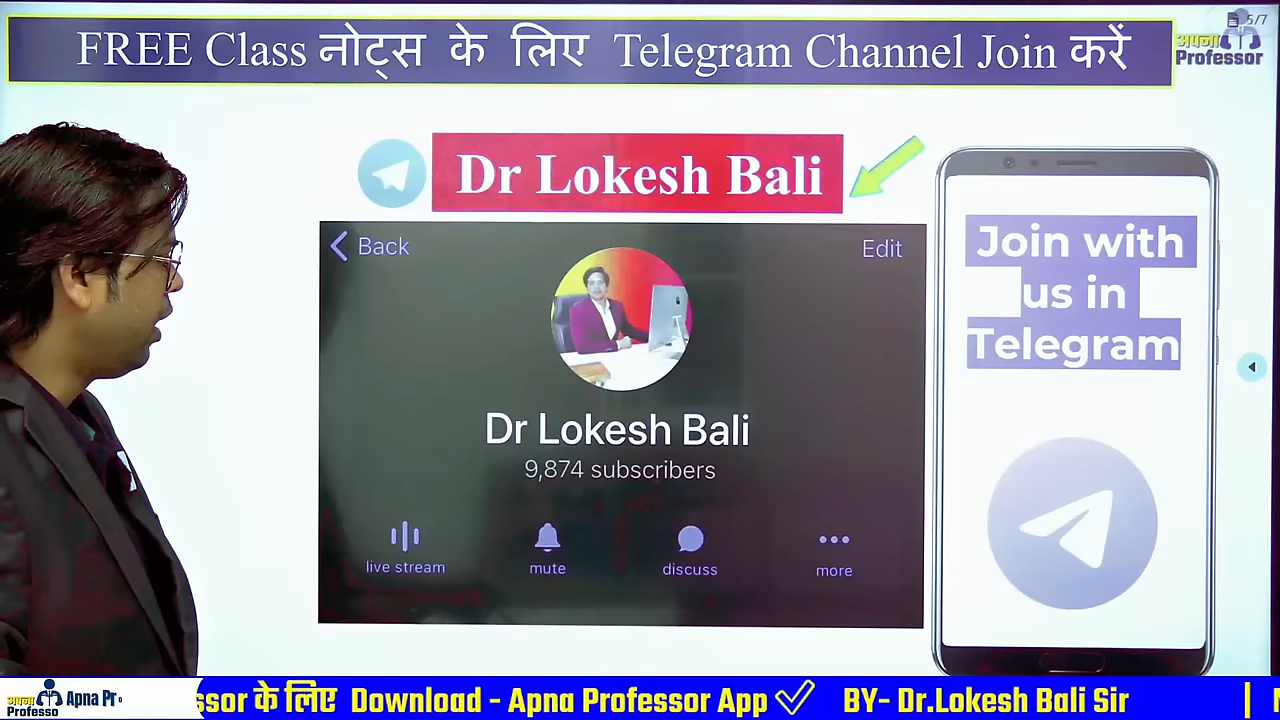 5/7
FREE Class नोट्स के लिए Telegram Channel Join करें
अपना
Professor
Dr Lokesh Bali
Back
Edit
Dr Lokesh Bali
9,874 subscribers
live stream
mute
discuss
more
Join with
us in
Telegram
अपना
Professo
Apna Pr
ssor के लिए Download - Apna Professor App BY- Dr.Lokesh Bali Sir |